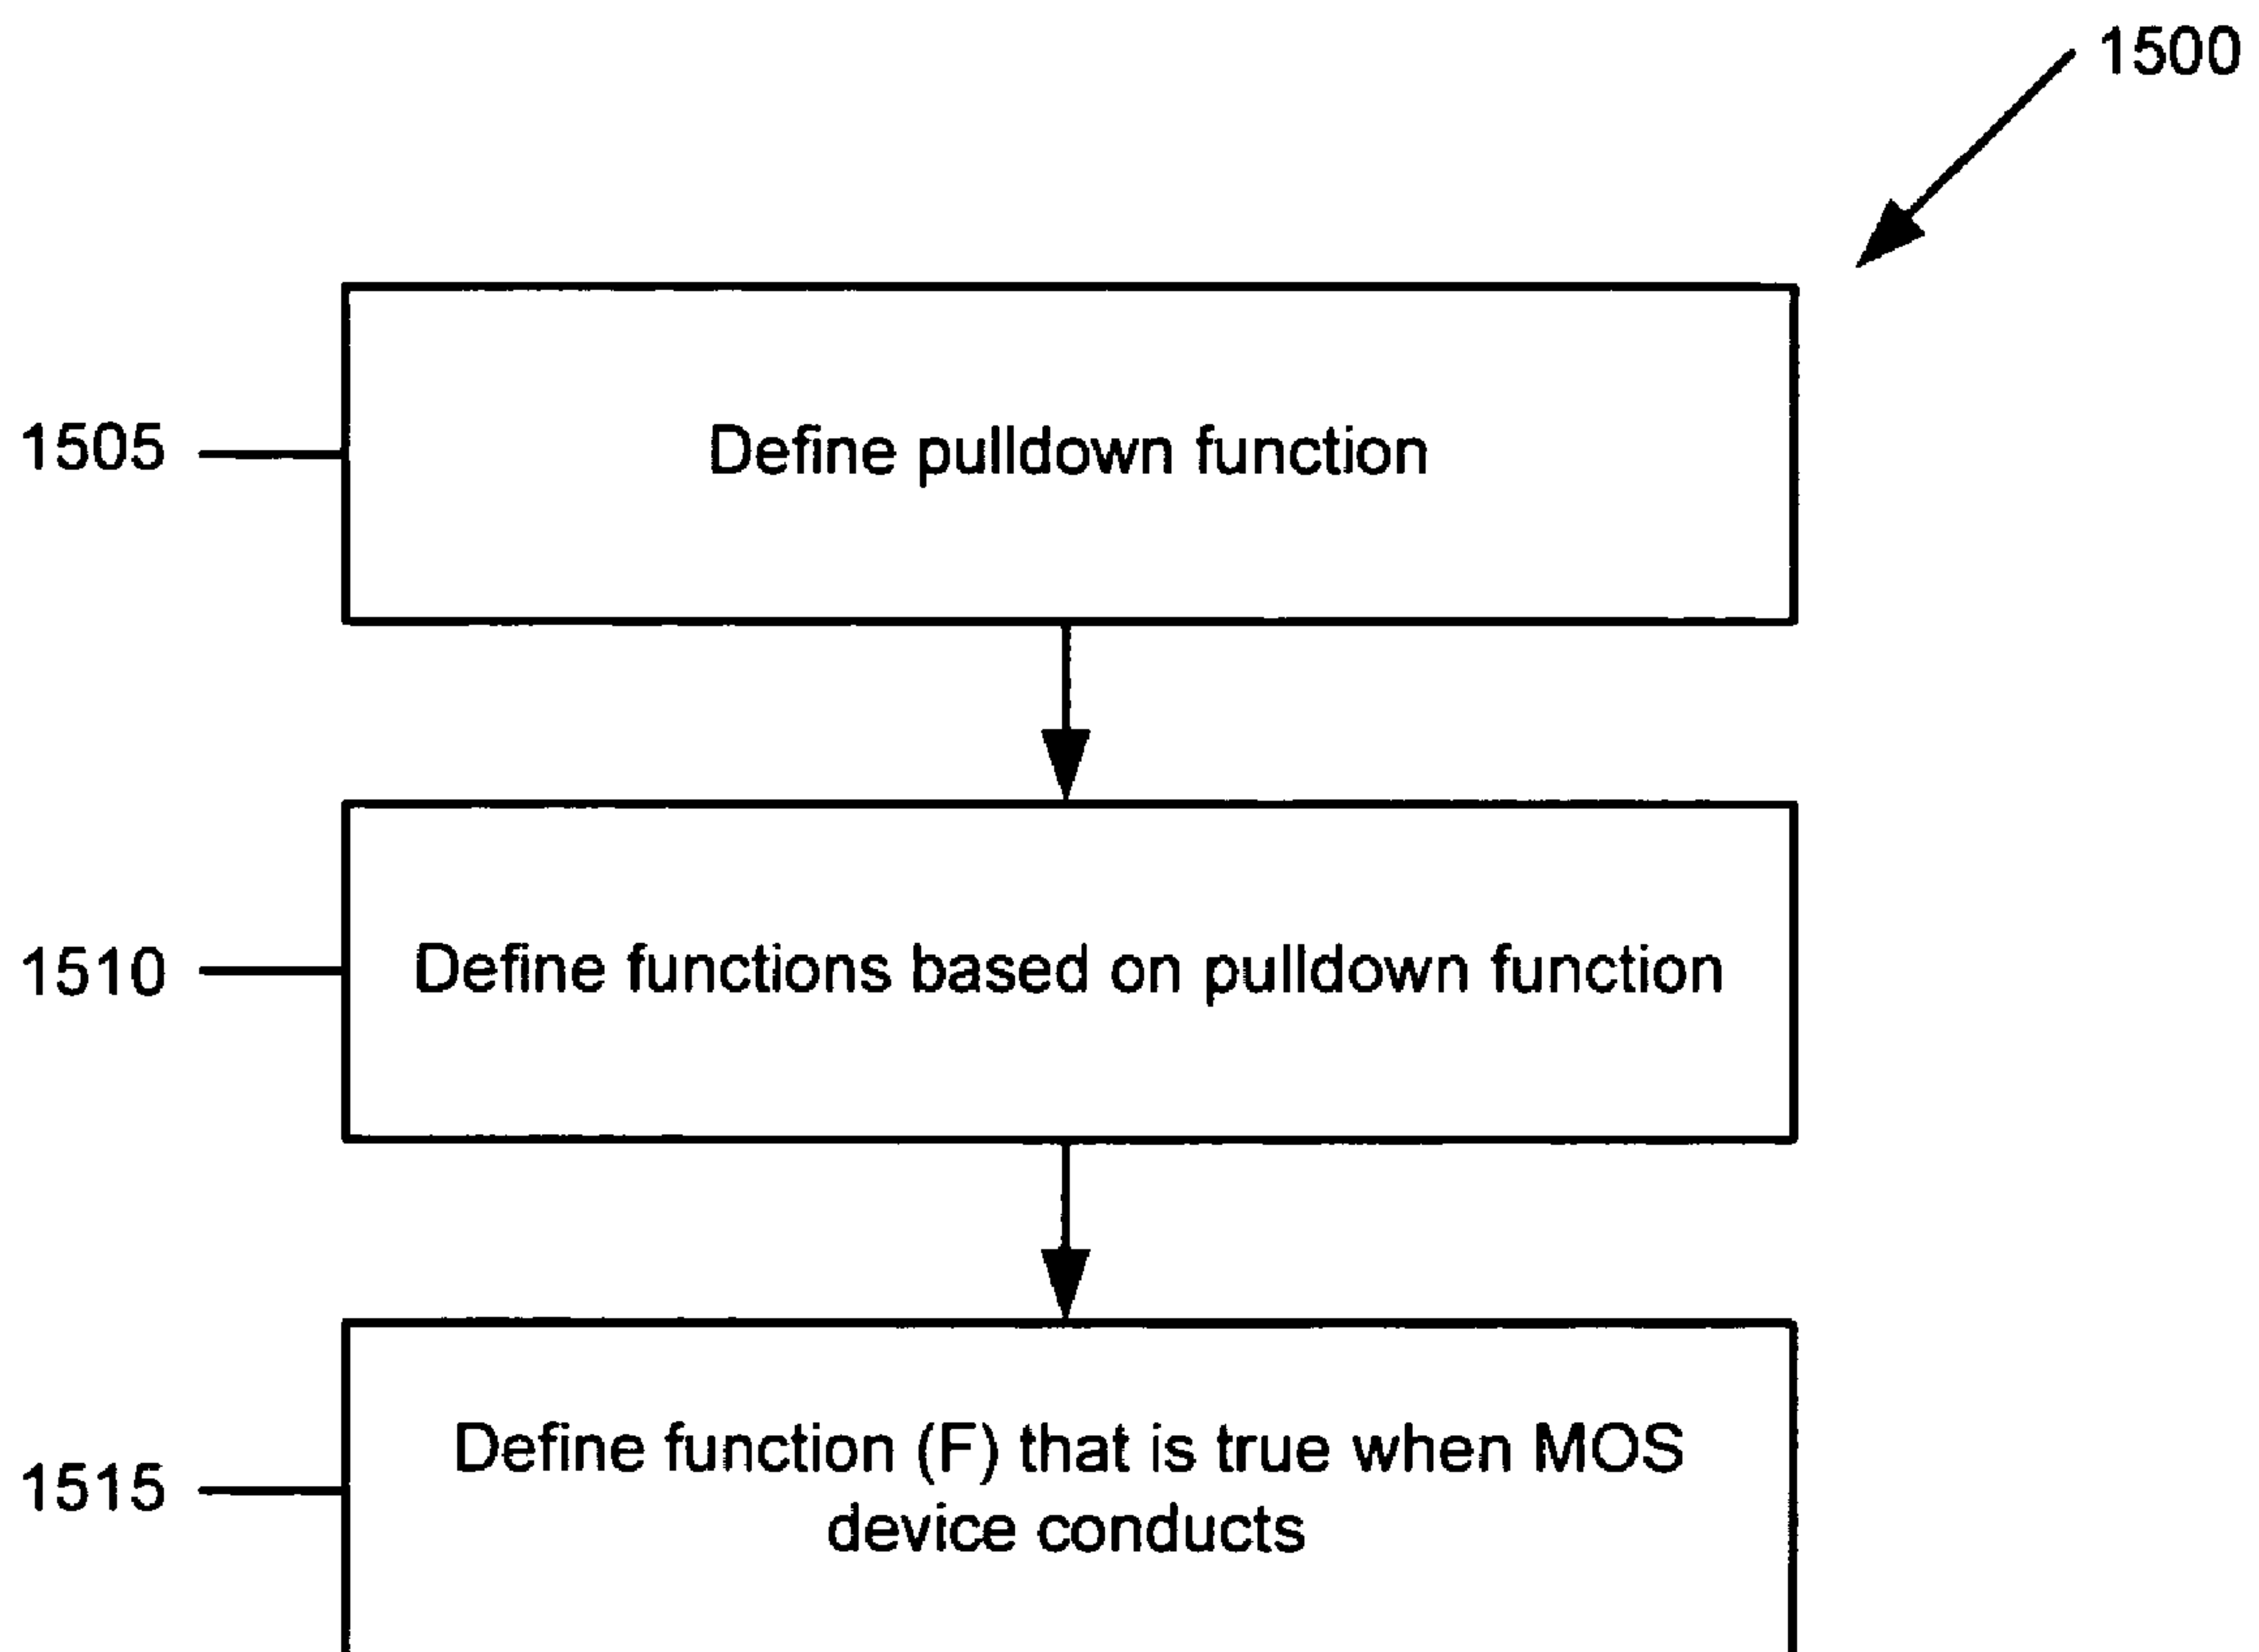 1500
1505
Define pulldown function
1510
Define functions based on pulldown function
1515
Define function (F) that is true when MOS
device conducts